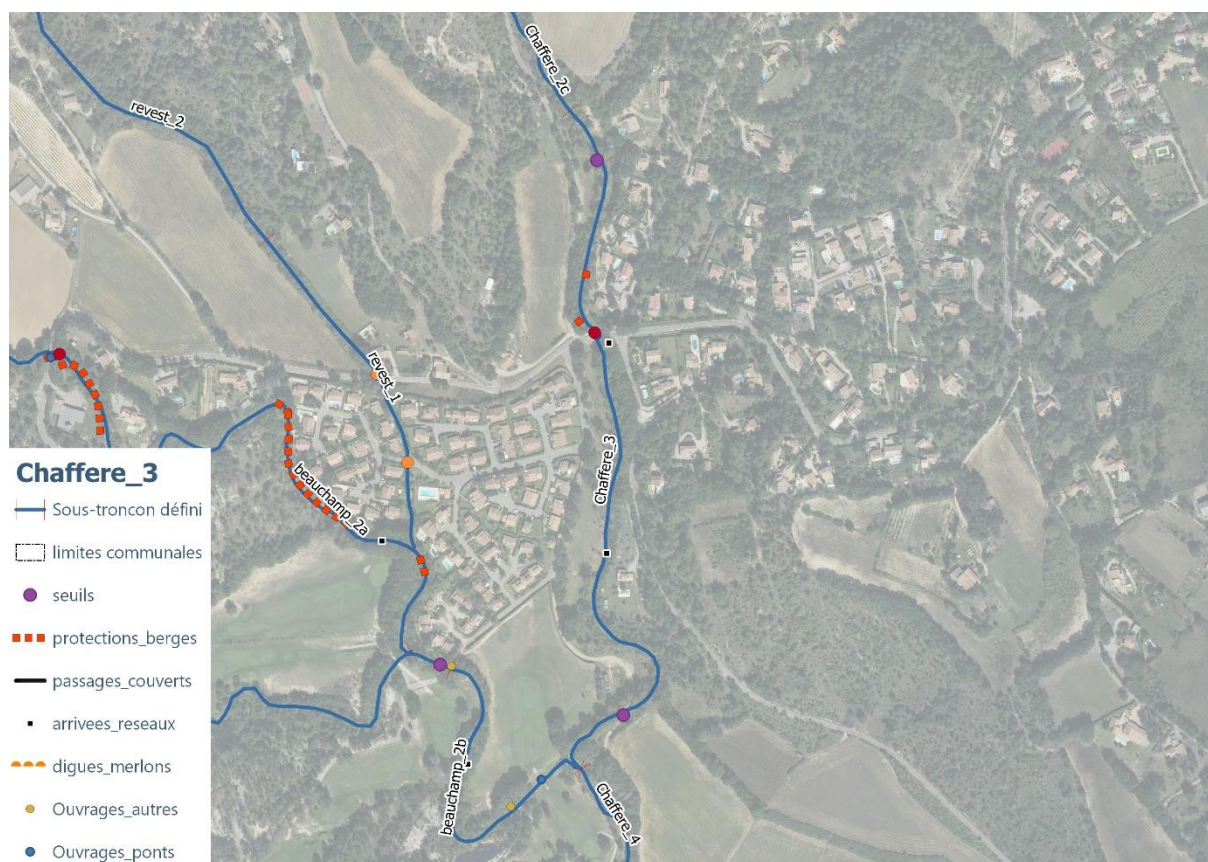 Chaffere_2c
revest_2
revest_1
Chaffere_3
beauchamp_2a
beauchamp_2b
Chaffere_4
Chaffere_3
Sous-troncon défini
limites communales
seuils
protections_berges
passages_couverts
arrivees_reseaux
digues_merlons
Ouvrages_autres
Ouvrages_ponts